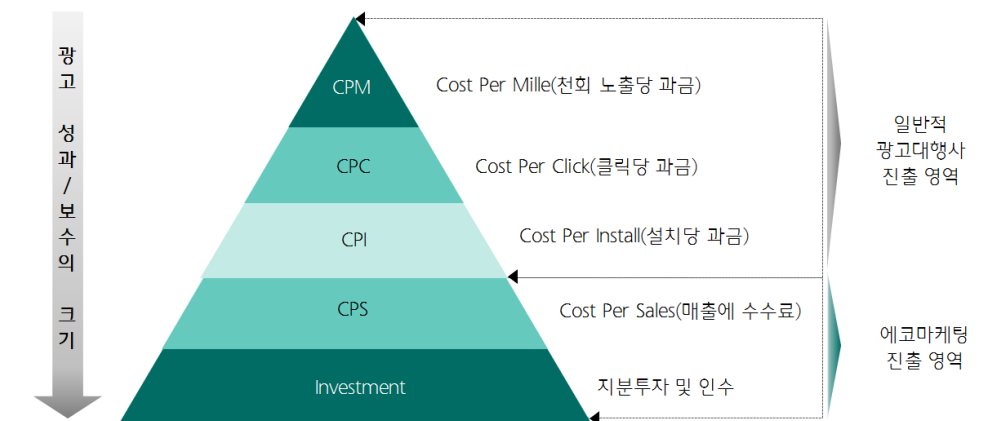 광고 성과/보수의 크기
CPM
Cost Per Mille(천회 노출당 과금)
CPC
Cost Per Click(클릭당 과금)
CPI
Cost Per Install(설치당 과금)
CPS
Cost Per Sales(매출에 수수료)
Investment
지분투자 및 인수
일반적
광고대행사
진출 영역
에코마케팅
진출 영역